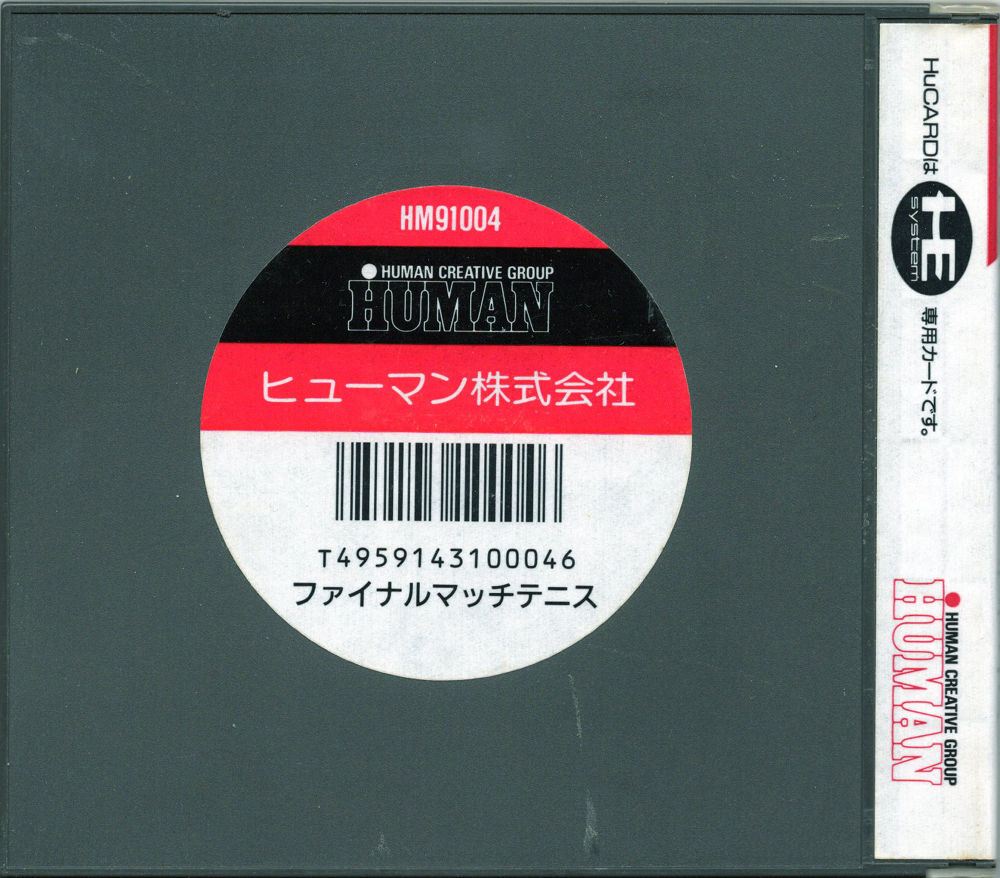 HM91004
HUMAN CREATIVE GROUP
HUMAN
ヒューマン株式会社
T4959143100046
ファイナルマッチテニス
HuCARDは HE system 専用カードです。
HUMAN CREATIVE GROUP
HUMAN